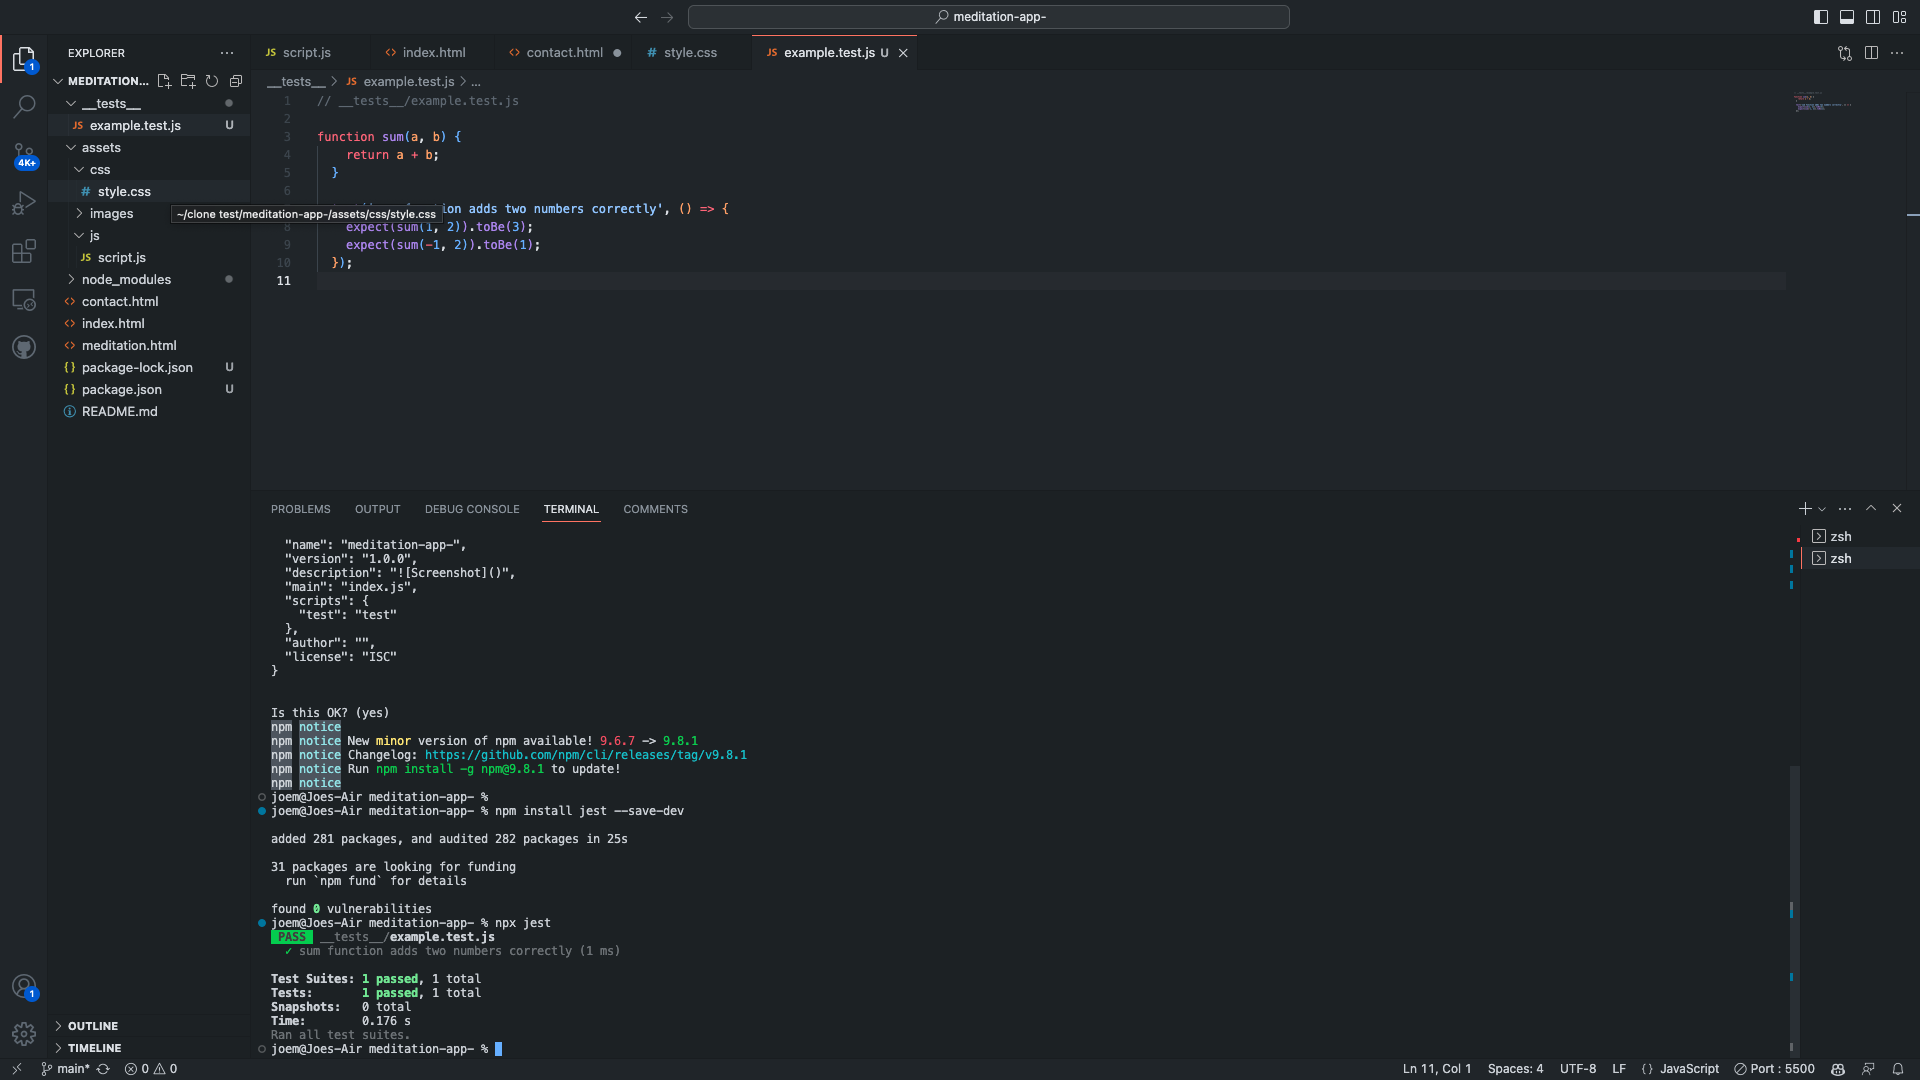 meditation-app-
EXPLORER
script.js
index.html
contact.html
style.css
example.test.js U
MEDITATION...
__tests__
example.test.js U
assets
css
style.css
images
js
script.js
node_modules
contact.html
index.html
meditation.html
package-lock.json U
package.json U
README.md
OUTLINE
TIMELINE
1
4K+
1
~/clone test/meditation-app-/assets/css/style.css
__tests__ > JS example.test.js > ...
1 // __tests__/example.test.js
2
3 function sum(a, b) {
4 return a + b;
5 }
6
ion adds two numbers correctly', () => {
8 expect(sum(1, 2)).toBe(3);
9 expect(sum(-1, 2)).toBe(1);
10 });
11
PROBLEMS OUTPUT DEBUG CONSOLE TERMINAL COMMENTS
zsh
zsh
"name": "meditation-app-",
"version": "1.0.0",
"description": "![Screenshot]()",
"main": "index.js",
"scripts": {
"test": "test"
},
"author": "",
"license": "ISC"
}
Is this OK? (yes)
npm notice
npm notice New minor version of npm available! 9.6.7 -> 9.8.1
npm notice Changelog: https://github.com/npm/cli/releases/tag/v9.8.1
npm notice Run npm install -g npm@9.8.1 to update!
npm notice
joem@Joes-Air meditation-app- %
joem@Joes-Air meditation-app- % npm install jest --save-dev
added 281 packages, and audited 282 packages in 25s
31 packages are looking for funding
run `npm fund` for details
found 0 vulnerabilities
joem@Joes-Air meditation-app- % npx jest
PASS __tests__/example.test.js
✓ sum function adds two numbers correctly (1 ms)
Test Suites: 1 passed, 1 total
Tests: 1 passed, 1 total
Snapshots: 0 total
Time: 0.176 s
Ran all test suites.
joem@Joes-Air meditation-app- %
main* 0 0
Ln 11, Col 1 Spaces: 4 UTF-8 LF {} JavaScript Port : 5500